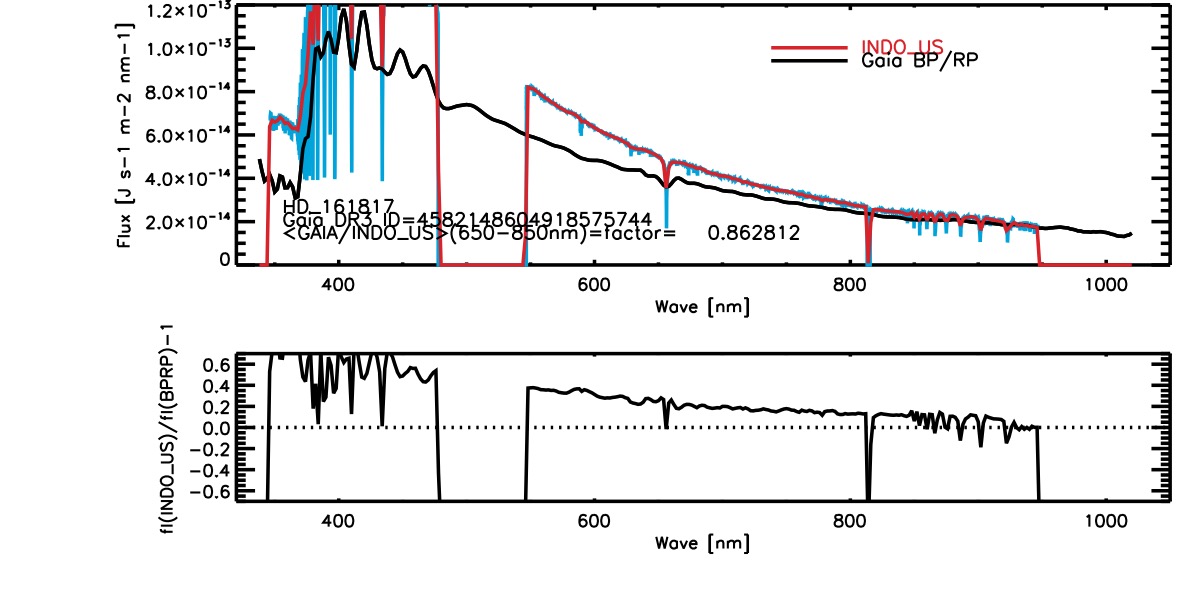 1.2×10⁻¹³
1.0×10⁻¹³
8.0×10⁻¹⁴
6.0×10⁻¹⁴
4.0×10⁻¹⁴
2.0×10⁻¹⁴
0
Flux [J s−1 m−2 nm−1]
INDO_US
Gaia BP/RP
HD_161817
Gaia DR3_ID=4582148604918575744
<GAIA/INDO_US>(650−850nm)=factor= 0.862812
400 600 800 1000
Wave [nm]
fl(INDO_US)/fl(BPRP)−1
0.6
0.4
0.2
0.0
−0.2
−0.4
−0.6
400 600 800 1000
Wave [nm]